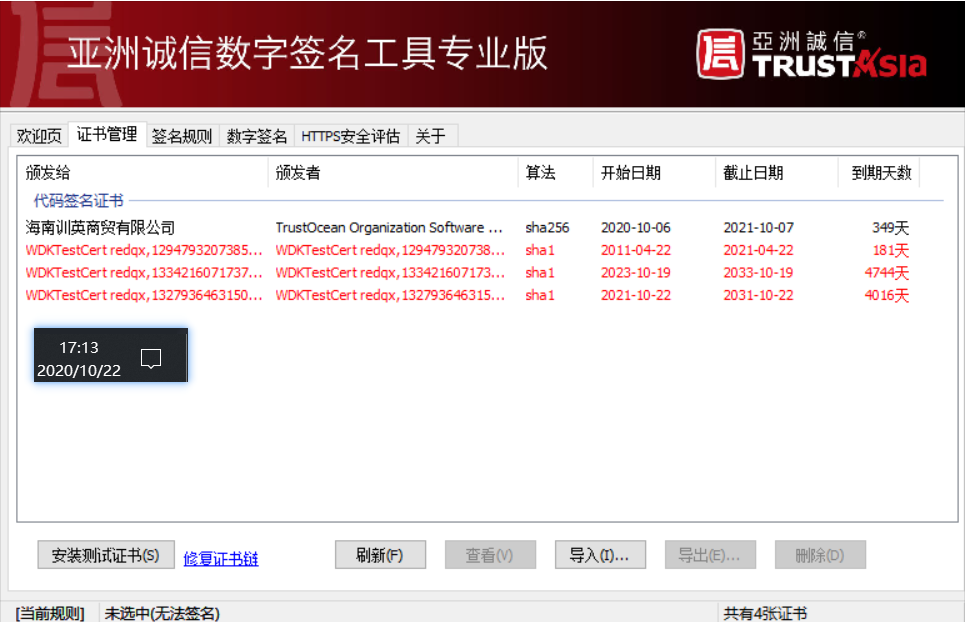 亚洲诚信数字签名工具专业版
亞洲誠信®
TRUSTAsia
欢迎页 证书管理 签名规则 数字签名 HTTPS安全评估 关于
颁发给 颁发者 算法 开始日期 截止日期 到期天数
代码签名证书
海南训英商贸有限公司 TrustOcean Organization Software ... sha256 2020-10-06 2021-10-07 349天
WDKTestCert redqx,1294793207385... WDKTestCert redqx,129479320738... sha1 2011-04-22 2021-04-22 181天
WDKTestCert redqx,1334216071737... WDKTestCert redqx,133421607173... sha1 2023-10-19 2033-10-19 4744天
WDKTestCert redqx,1327936463150... WDKTestCert redqx,132793646315... sha1 2021-10-22 2031-10-22 4016天
17:13
2020/10/22
安装测试证书(S) 修复证书链 刷新(F) 查看(V) 导入(I)... 导出(E)... 删除(D)
[当前规则] 未选中(无法签名) 共有4张证书